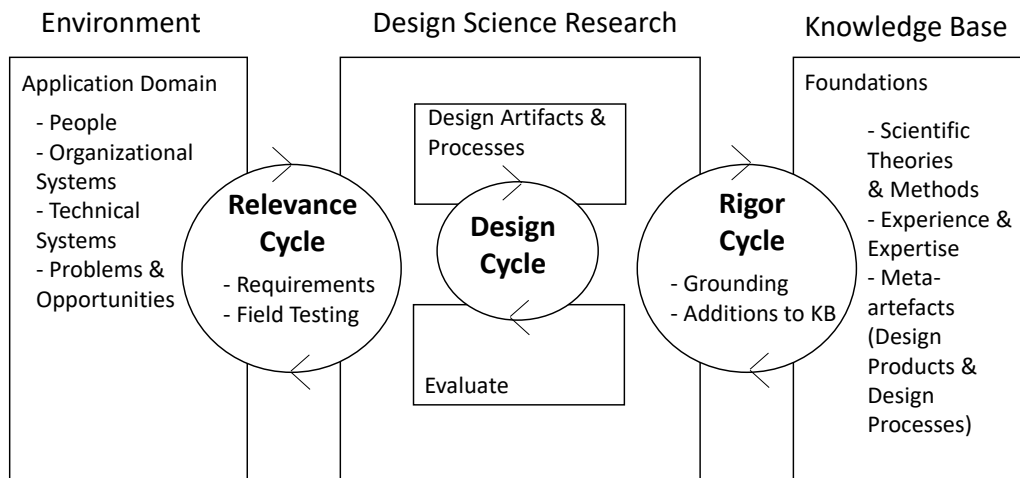 Environment
Design Science Research
Knowledge Base
Application Domain
- People
- Organizational
Systems
- Technical
Systems
- Problems &
Opportunities
Relevance
Cycle
- Requirements
- Field Testing
Design Artifacts &
Processes
Design
Cycle
Evaluate
Rigor
Cycle
- Grounding
- Additions to KB
Foundations
- Scientific
Theories
& Methods
- Experience &
Expertise
- Meta-
artefacts
(Design
Products &
Design
Processes)